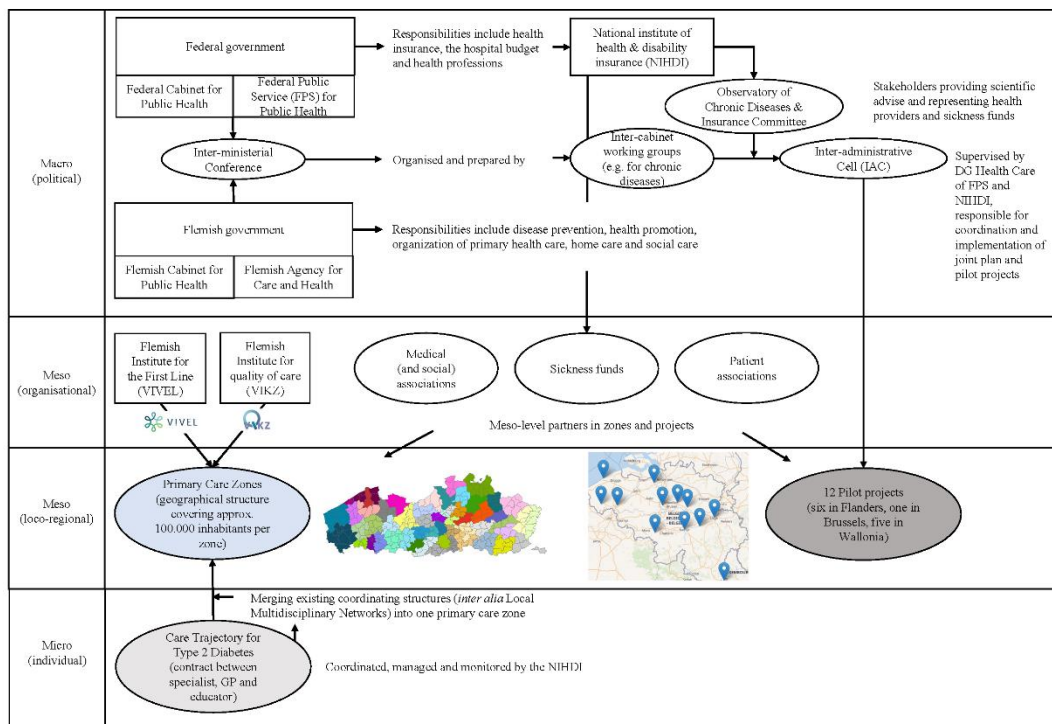 Macro
(political)
Federal government
Federal Cabinet for
Public Health
Federal Public
Service (FPS) for
Public Health
Responsibilities include health
insurance, the hospital budget
and health professions
National institute of
health & disability
insurance (NIHDI)
Observatory of
Chronic Diseases &
Insurance Committee
Stakeholders providing scientific
advise and representing health
providers and sickness funds
Inter-ministerial
Conference
Organised and prepared by
Inter-cabinet
working groups
(e.g. for chronic
diseases)
Inter-administrative
Cell (IAC)
Supervised by
DG Health Care
of FPS and
NIHDI,
responsible for
coordination and
implementation of
joint plan and
pilot projects
Flemish government
Flemish Cabinet for
Public Health
Flemish Agency for
Care and Health
Responsibilities include disease prevention, health promotion,
organization of primary health care, home care and social care
Meso
(organisational)
Flemish
Institute for
the First Line
(VIVEL)
Flemish
Institute for
quality of care
(VIKZ)
VIVEL
VIKZ
Medical
(and social)
associations
Sickness funds
Patient
associations
Meso-level partners in zones and projects
Meso
(loco-regional)
Primary Care Zones
(geographical structure
covering approx.
100.000 inhabitants per
zone)
12 Pilot projects
(six in Flanders, one in
Brussels, five in
Wallonia)
Micro
(individual)
Merging existing coordinating structures (inter alia Local
Multidisciplinary Networks) into one primary care zone
Care Trajectory for
Type 2 Diabetes
(contract between
specialist, GP and
educator)
Coordinated, managed and monitored by the NIHDI